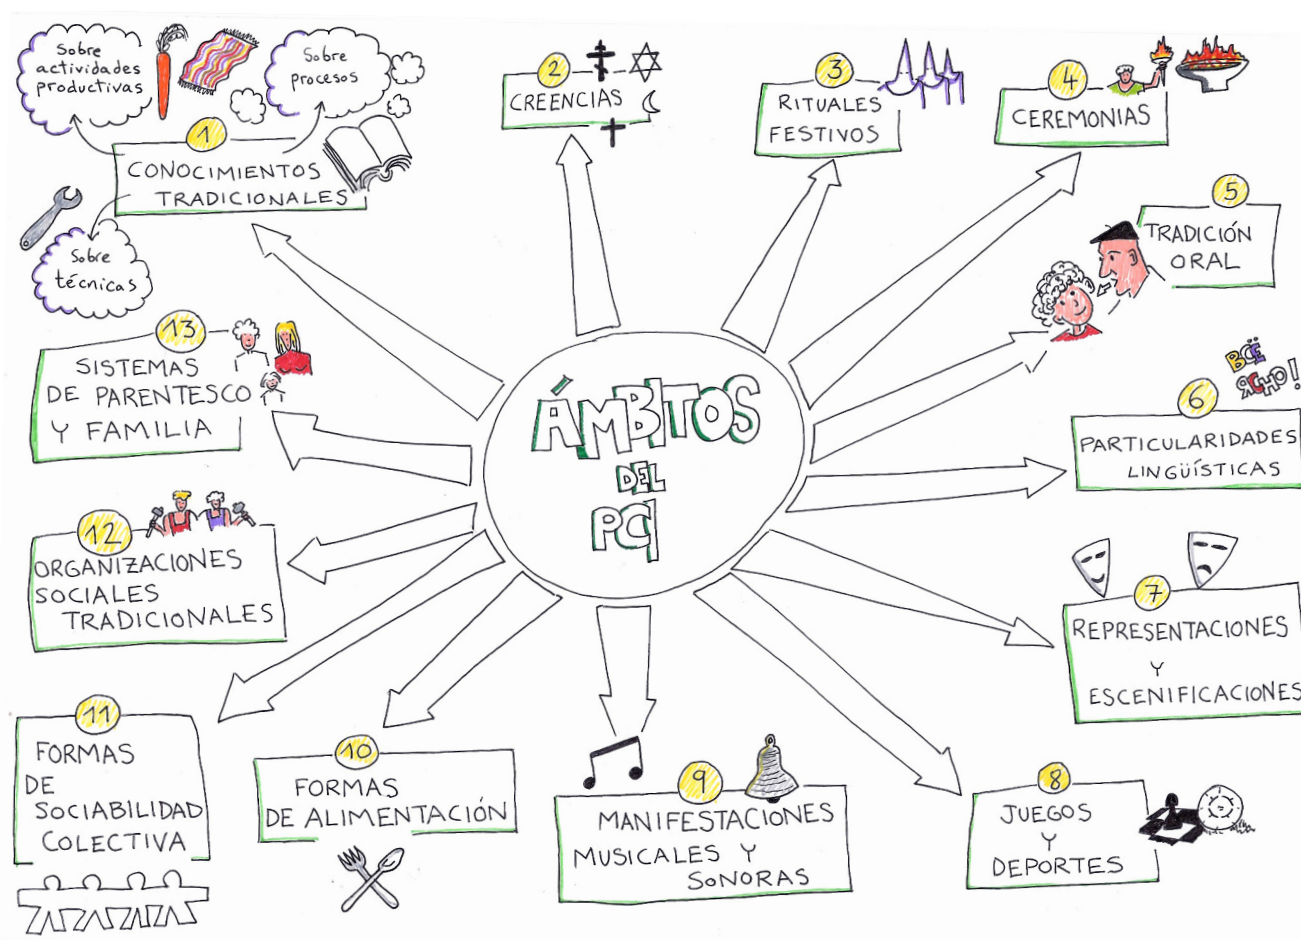 ÁMBITOS
DEL
PCI
1
CONOCIMIENTOS
TRADICIONALES
Sobre
actividades
productivas
Sobre
procesos
Sobre
técnicas
2
CREENCIAS
3
RITUALES
FESTIVOS
4
CEREMONIAS
5
TRADICIÓN
ORAL
6
PARTICULARIDADES
LINGÜÍSTICAS
BCË
ЯCHO!
7
REPRESENTACIONES
Y
ESCENIFICACIONES
8
JUEGOS
Y
DEPORTES
9
MANIFESTACIONES
MUSICALES Y
SONORAS
10
FORMAS
DE ALIMENTACIÓN
11
FORMAS
DE
SOCIABILIDAD
COLECTIVA
12
ORGANIZACIONES
SOCIALES
TRADICIONALES
13
SISTEMAS
DE PARENTESCO
Y FAMILIA